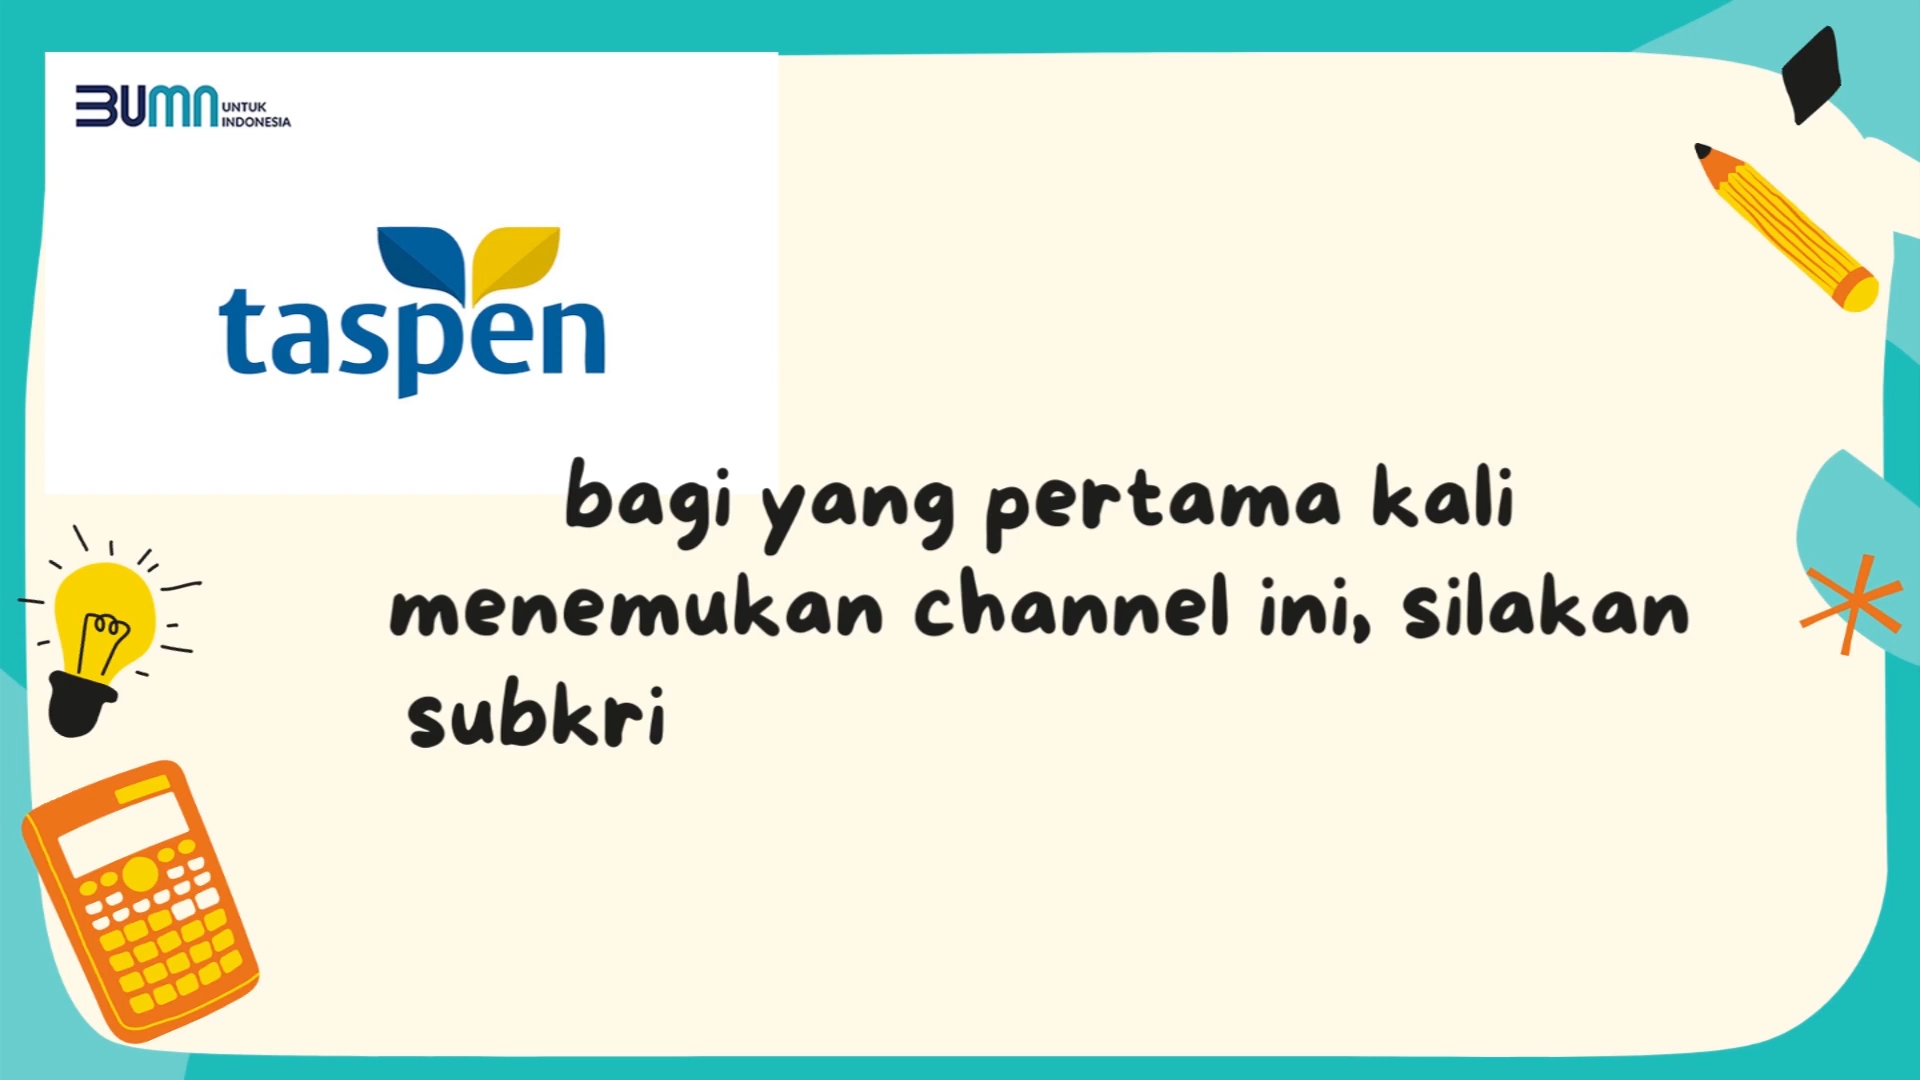 BUMN UNTUK
INDONESIA
taspen
bagi yang pertama kali
menemukan channel ini, silakan
subkri